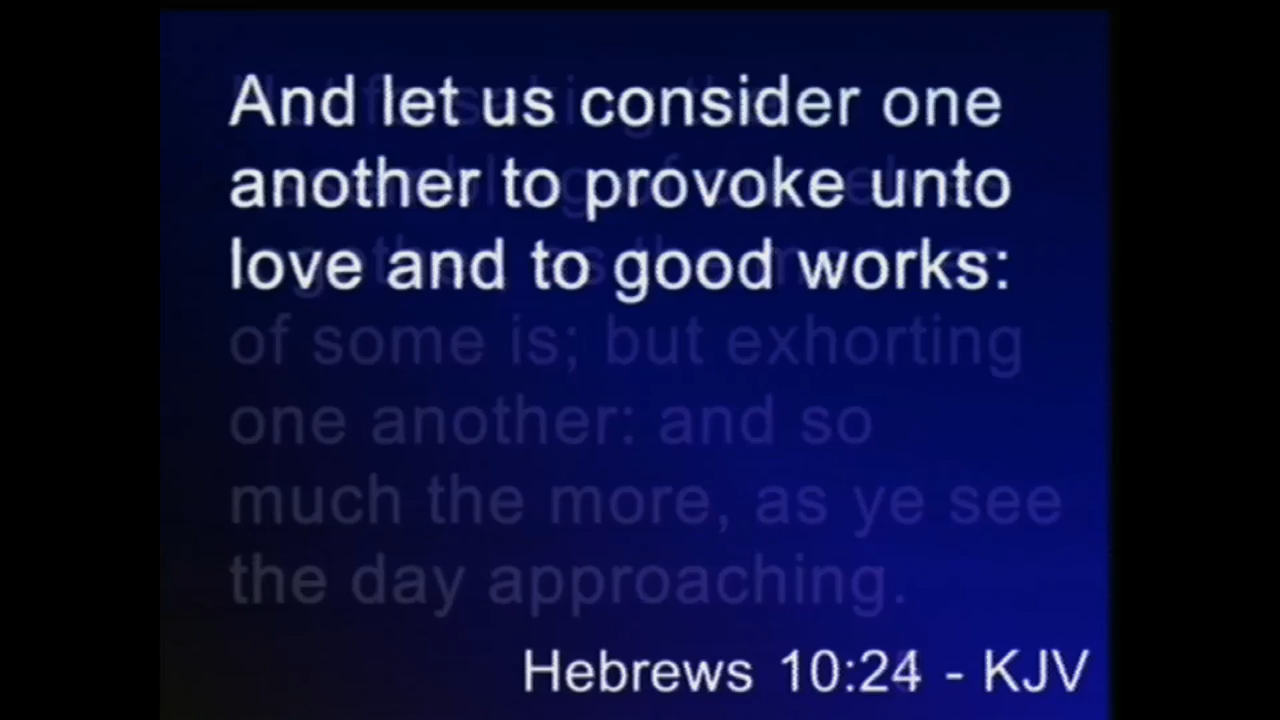 And let us consider one
another to provoke unto
love and to good works:
of some is; but exhorting
one another: and so
much the more, as ye see
the day approaching.
Hebrews 10:24 - KJV